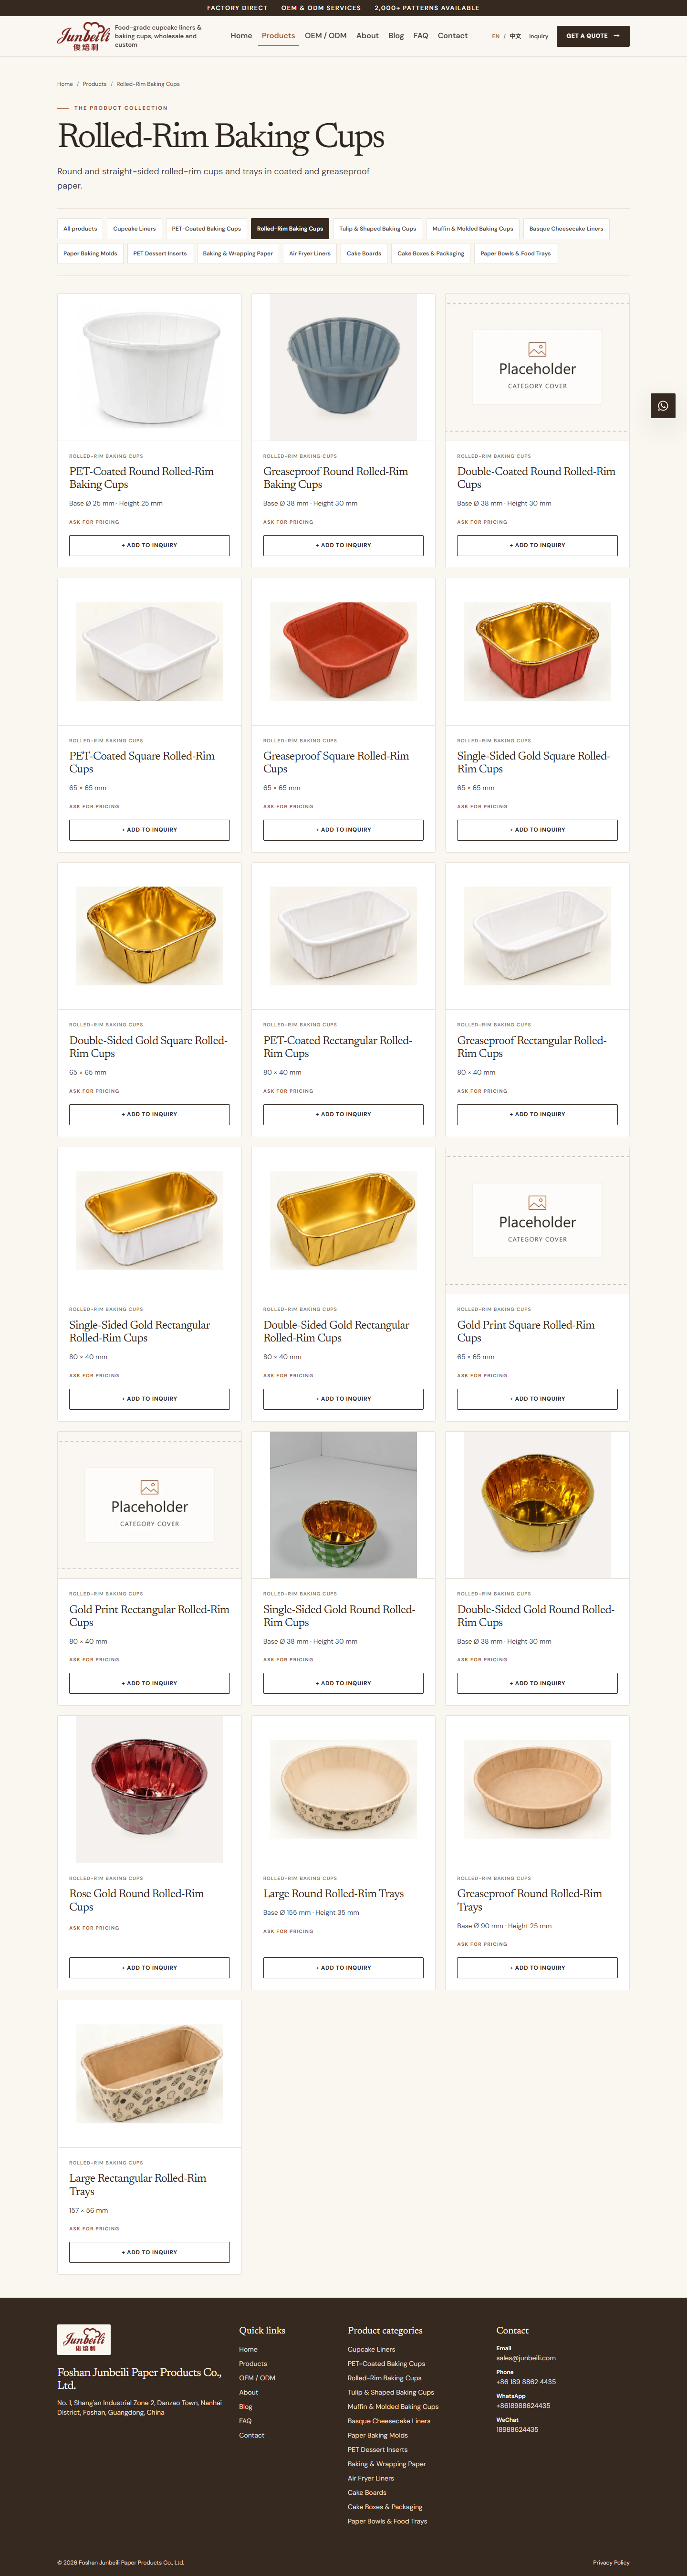 FACTORY DIRECT OEM & ODM SERVICES 2,000+ PATTERNS AVAILABLE
Junbeili
俊焙利
Food-grade cupcake liners &
baking cups, wholesale and
custom
Home Products OEM / ODM About Blog FAQ Contact
EN / 中文 Inquiry GET A QUOTE →
Home / Products / Rolled-Rim Baking Cups
THE PRODUCT COLLECTION
Rolled-Rim Baking Cups
Round and straight-sided rolled-rim cups and trays in coated and greaseproof
paper.
All products Cupcake Liners PET-Coated Baking Cups Rolled-Rim Baking Cups Tulip & Shaped Baking Cups Muffin & Molded Baking Cups Basque Cheesecake Liners
Paper Baking Molds PET Dessert Inserts Baking & Wrapping Paper Air Fryer Liners Cake Boards Cake Boxes & Packaging Paper Bowls & Food Trays
ROLLED-RIM BAKING CUPS
PET-Coated Round Rolled-Rim
Baking Cups
Base Ø 25 mm · Height 25 mm
ASK FOR PRICING
+ ADD TO INQUIRY
ROLLED-RIM BAKING CUPS
Greaseproof Round Rolled-Rim
Baking Cups
Base Ø 38 mm · Height 30 mm
ASK FOR PRICING
+ ADD TO INQUIRY
Placeholder
CATEGORY COVER
ROLLED-RIM BAKING CUPS
Double-Coated Round Rolled-Rim
Cups
Base Ø 38 mm · Height 30 mm
ASK FOR PRICING
+ ADD TO INQUIRY
ROLLED-RIM BAKING CUPS
PET-Coated Square Rolled-Rim
Cups
65 × 65 mm
ASK FOR PRICING
+ ADD TO INQUIRY
ROLLED-RIM BAKING CUPS
Greaseproof Square Rolled-Rim
Cups
65 × 65 mm
ASK FOR PRICING
+ ADD TO INQUIRY
ROLLED-RIM BAKING CUPS
Single-Sided Gold Square Rolled-
Rim Cups
65 × 65 mm
ASK FOR PRICING
+ ADD TO INQUIRY
ROLLED-RIM BAKING CUPS
Double-Sided Gold Square Rolled-
Rim Cups
65 × 65 mm
ASK FOR PRICING
+ ADD TO INQUIRY
ROLLED-RIM BAKING CUPS
PET-Coated Rectangular Rolled-
Rim Cups
80 × 40 mm
ASK FOR PRICING
+ ADD TO INQUIRY
ROLLED-RIM BAKING CUPS
Greaseproof Rectangular Rolled-
Rim Cups
80 × 40 mm
ASK FOR PRICING
+ ADD TO INQUIRY
ROLLED-RIM BAKING CUPS
Single-Sided Gold Rectangular
Rolled-Rim Cups
80 × 40 mm
ASK FOR PRICING
+ ADD TO INQUIRY
ROLLED-RIM BAKING CUPS
Double-Sided Gold Rectangular
Rolled-Rim Cups
80 × 40 mm
ASK FOR PRICING
+ ADD TO INQUIRY
Placeholder
CATEGORY COVER
ROLLED-RIM BAKING CUPS
Gold Print Square Rolled-Rim
Cups
65 × 65 mm
ASK FOR PRICING
+ ADD TO INQUIRY
Placeholder
CATEGORY COVER
ROLLED-RIM BAKING CUPS
Gold Print Rectangular Rolled-Rim
Cups
80 × 40 mm
ASK FOR PRICING
+ ADD TO INQUIRY
ROLLED-RIM BAKING CUPS
Single-Sided Gold Round Rolled-
Rim Cups
Base Ø 38 mm · Height 30 mm
ASK FOR PRICING
+ ADD TO INQUIRY
ROLLED-RIM BAKING CUPS
Double-Sided Gold Round Rolled-
Rim Cups
Base Ø 38 mm · Height 30 mm
ASK FOR PRICING
+ ADD TO INQUIRY
ROLLED-RIM BAKING CUPS
Rose Gold Round Rolled-Rim
Cups
ASK FOR PRICING
+ ADD TO INQUIRY
ROLLED-RIM BAKING CUPS
Large Round Rolled-Rim Trays
Base Ø 155 mm · Height 35 mm
ASK FOR PRICING
+ ADD TO INQUIRY
ROLLED-RIM BAKING CUPS
Greaseproof Round Rolled-Rim
Trays
Base Ø 90 mm · Height 25 mm
ASK FOR PRICING
+ ADD TO INQUIRY
ROLLED-RIM BAKING CUPS
Large Rectangular Rolled-Rim
Trays
157 × 56 mm
ASK FOR PRICING
+ ADD TO INQUIRY
Junbeili
俊焙利
Foshan Junbeili Paper Products Co.,
Ltd.
No. 1, Shang'an Industrial Zone 2, Danzao Town, Nanhai
District, Foshan, Guangdong, China
Quick links
Home
Products
OEM / ODM
About
Blog
FAQ
Contact
Product categories
Cupcake Liners
PET-Coated Baking Cups
Rolled-Rim Baking Cups
Tulip & Shaped Baking Cups
Muffin & Molded Baking Cups
Basque Cheesecake Liners
Paper Baking Molds
PET Dessert Inserts
Baking & Wrapping Paper
Air Fryer Liners
Cake Boards
Cake Boxes & Packaging
Paper Bowls & Food Trays
Contact
Email
sales@junbeili.com
Phone
+86 189 8862 4435
WhatsApp
+8618988624435
WeChat
18988624435
© 2026 Foshan Junbeili Paper Products Co., Ltd.
Privacy Policy